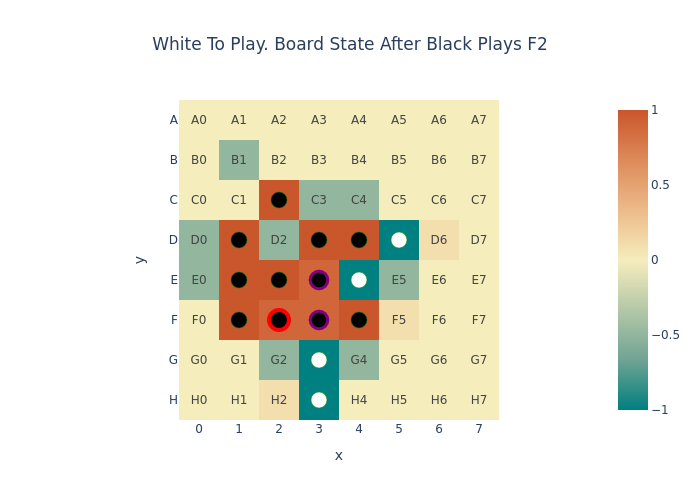 White To Play. Board State After Black Plays F2
A A0 A1 A2 A3 A4 A5 A6 A7
B B0 B1 B2 B3 B4 B5 B6 B7
C C0 C1 C3 C4 C5 C6 C7
D D0 D2 D6 D7
E E0 E5 E6 E7
F F0 F5 F6 F7
G G0 G1 G2 G4 G5 G6 G7
H H0 H1 H2 H4 H5 H6 H7
0 1 2 3 4 5 6 7
x
y
1
0.5
0
−0.5
−1